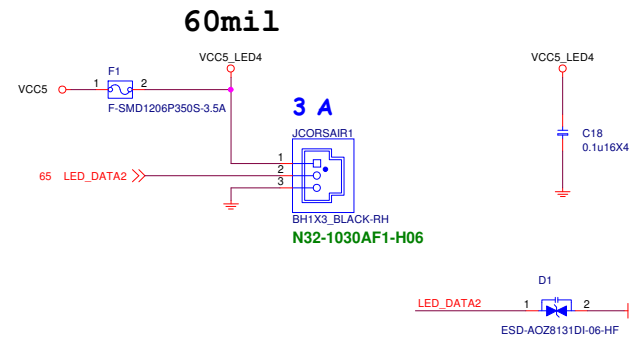 60mil
VCC5_LED4
VCC5_LED4
F1
VCC5
1
2
F-SMD1206P350S-3.5A
3 A
JCORSAIR1
C18
0.1u16X4
1
2
3
65 LED_DATA2
BH1X3_BLACK-RH
N32-1030AF1-H06
D1
LED_DATA2
1
2
ESD-AOZ8131DI-06-HF